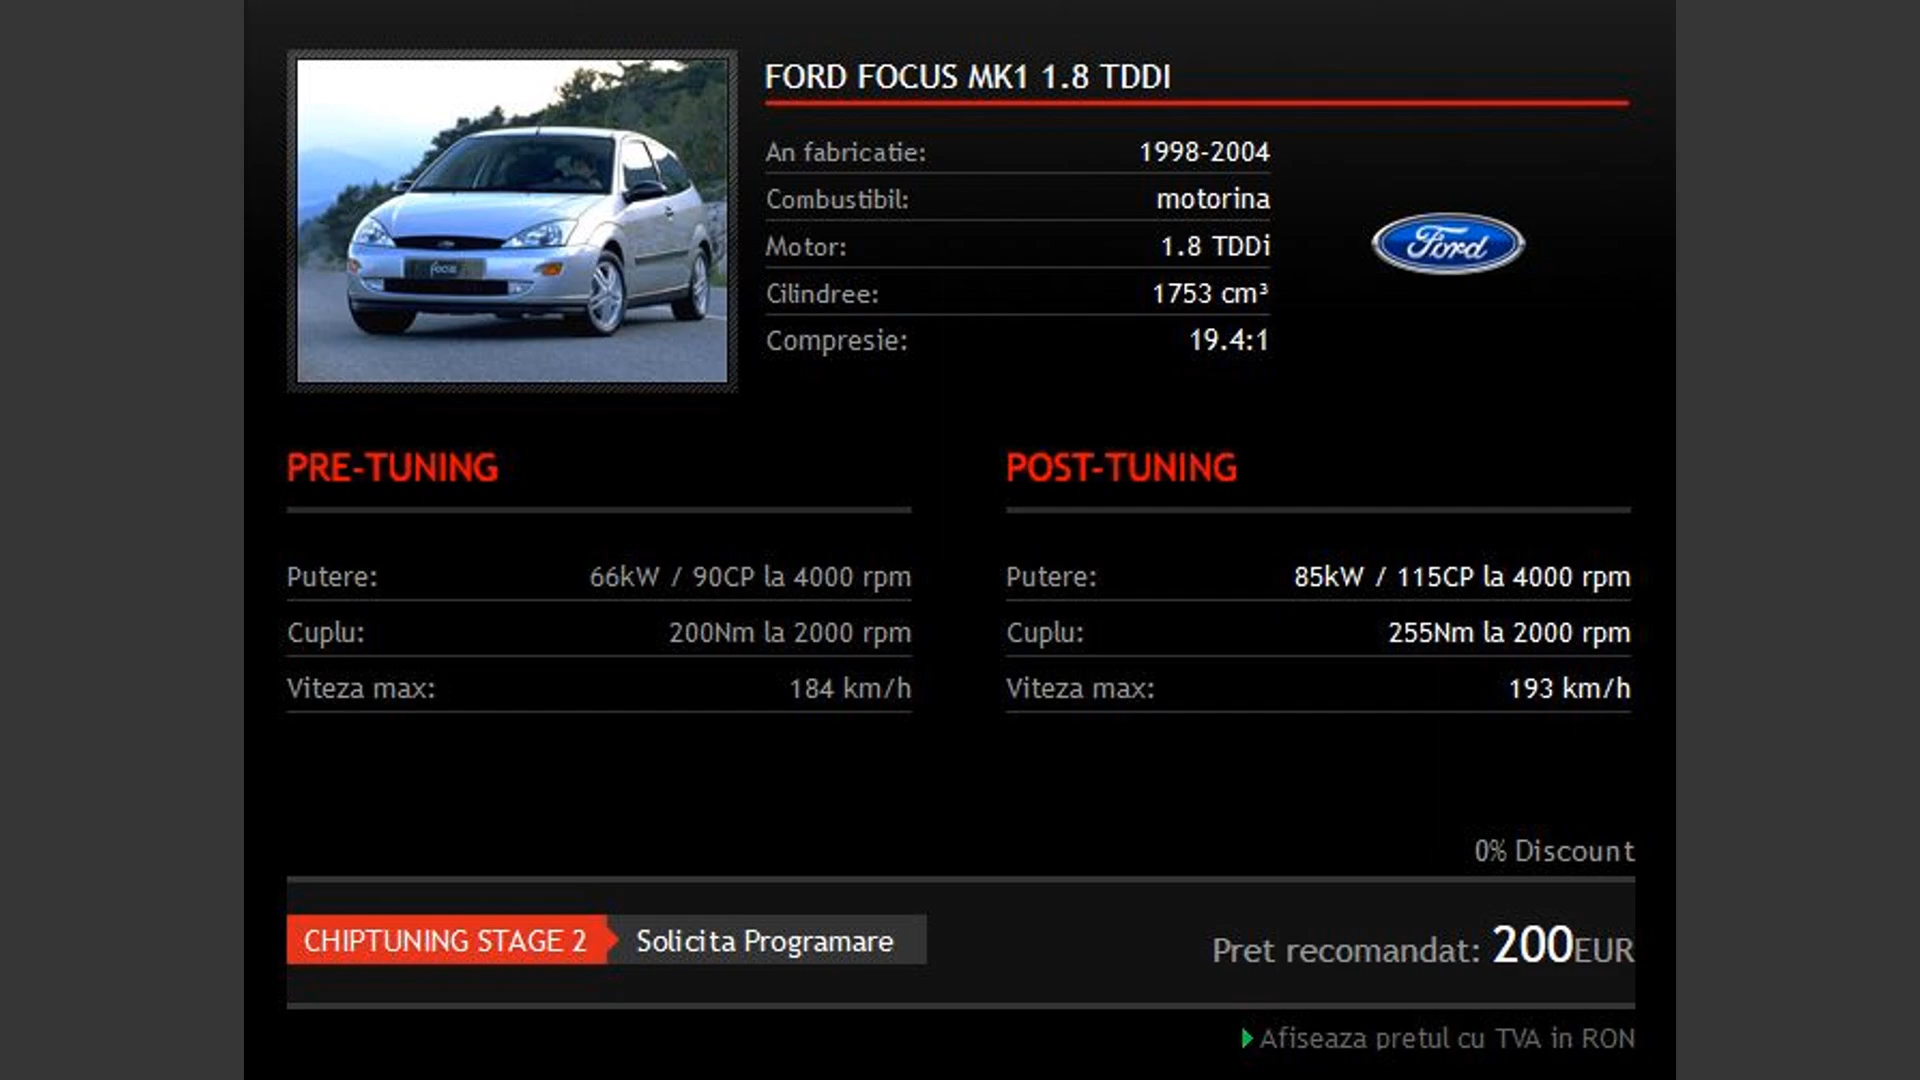 FORD FOCUS MK1 1.8 TDDI
An fabricatie: 1998-2004
Combustibil: motorina
Motor: 1.8 TDDi
Cilindree: 1753 cm³
Compresie: 19.4:1
Ford
Focus
PRE-TUNING
Putere: 66kW / 90CP la 4000 rpm
Cuplu: 200Nm la 2000 rpm
Viteza max: 184 km/h
POST-TUNING
Putere: 85kW / 115CP la 4000 rpm
Cuplu: 255Nm la 2000 rpm
Viteza max: 193 km/h
0% Discount
CHIPTUNING STAGE 2 Solicita Programare
Pret recomandat: 200EUR
Afiseaza pretul cu TVA in RON